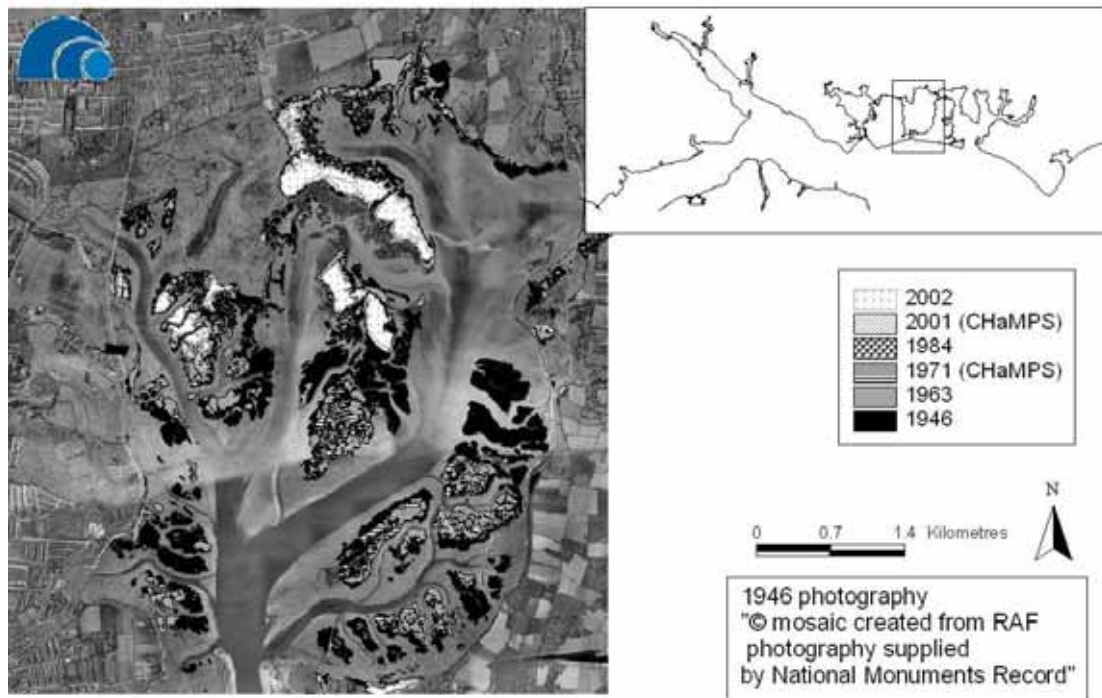 2002
2001 (CHaMPS)
1984
1971 (CHaMPS)
1963
1946
N
0 0.7 1.4 Kilometres
1946 photography
"© mosaic created from RAF
photography supplied
by National Monuments Record"